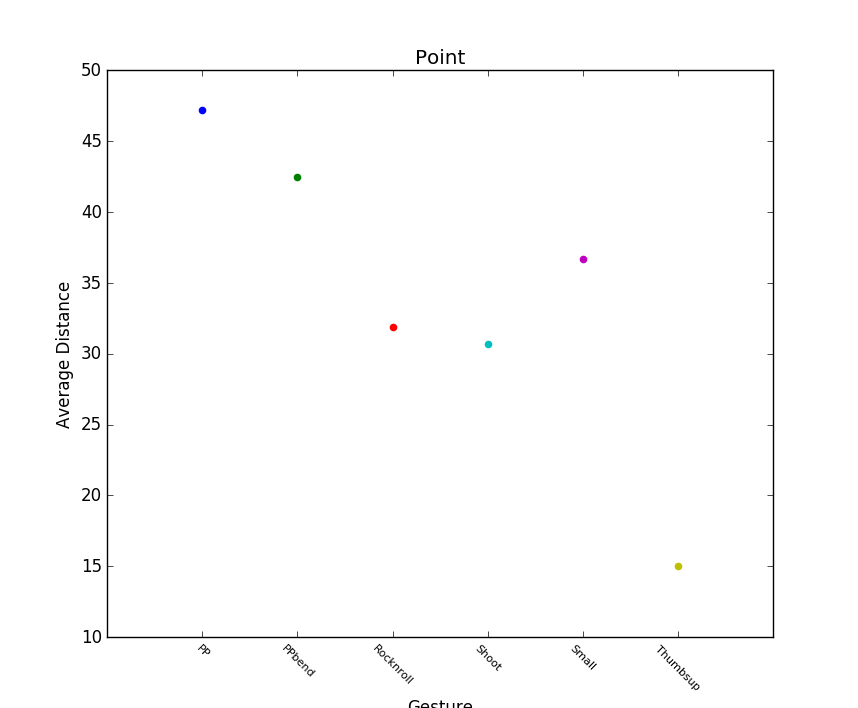 Point
50
45
40
35
30
25
20
15
10
Average Distance
PP
PPbend
Rocknroll
Shoot
Small
Thumbsup
Gesture